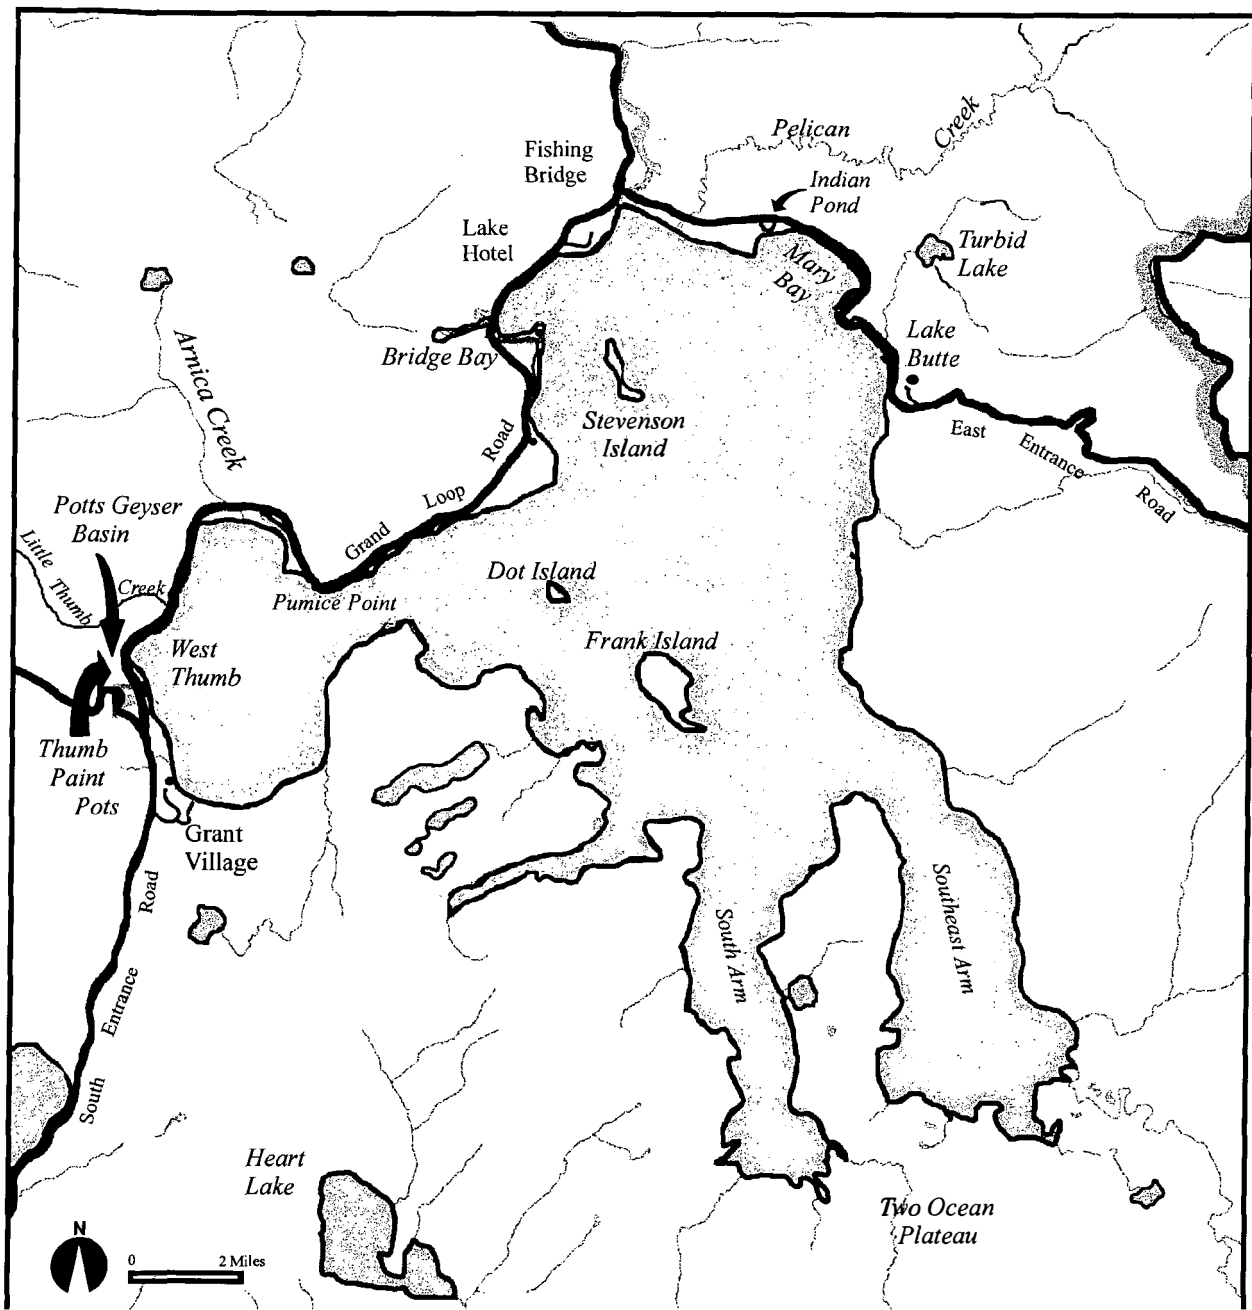 Pelican
Creek
Fishing
Bridge
Indian
Pond
Lake
Hotel
Turbid
Lake
Mary
Bay
Arnica Creek
Bridge Bay
Lake
Butte
Stevenson
Island
East Entrance Road
Grand Loop Road
Potts Geyser
Basin
Little Thumb Creek
Dot Island
Pumice Point
West
Thumb
Frank Island
Thumb
Paint
Pots
Grant
Village
South Entrance Road
South Arm
Southeast Arm
Heart
Lake
Two Ocean
Plateau
N
0 2 Miles